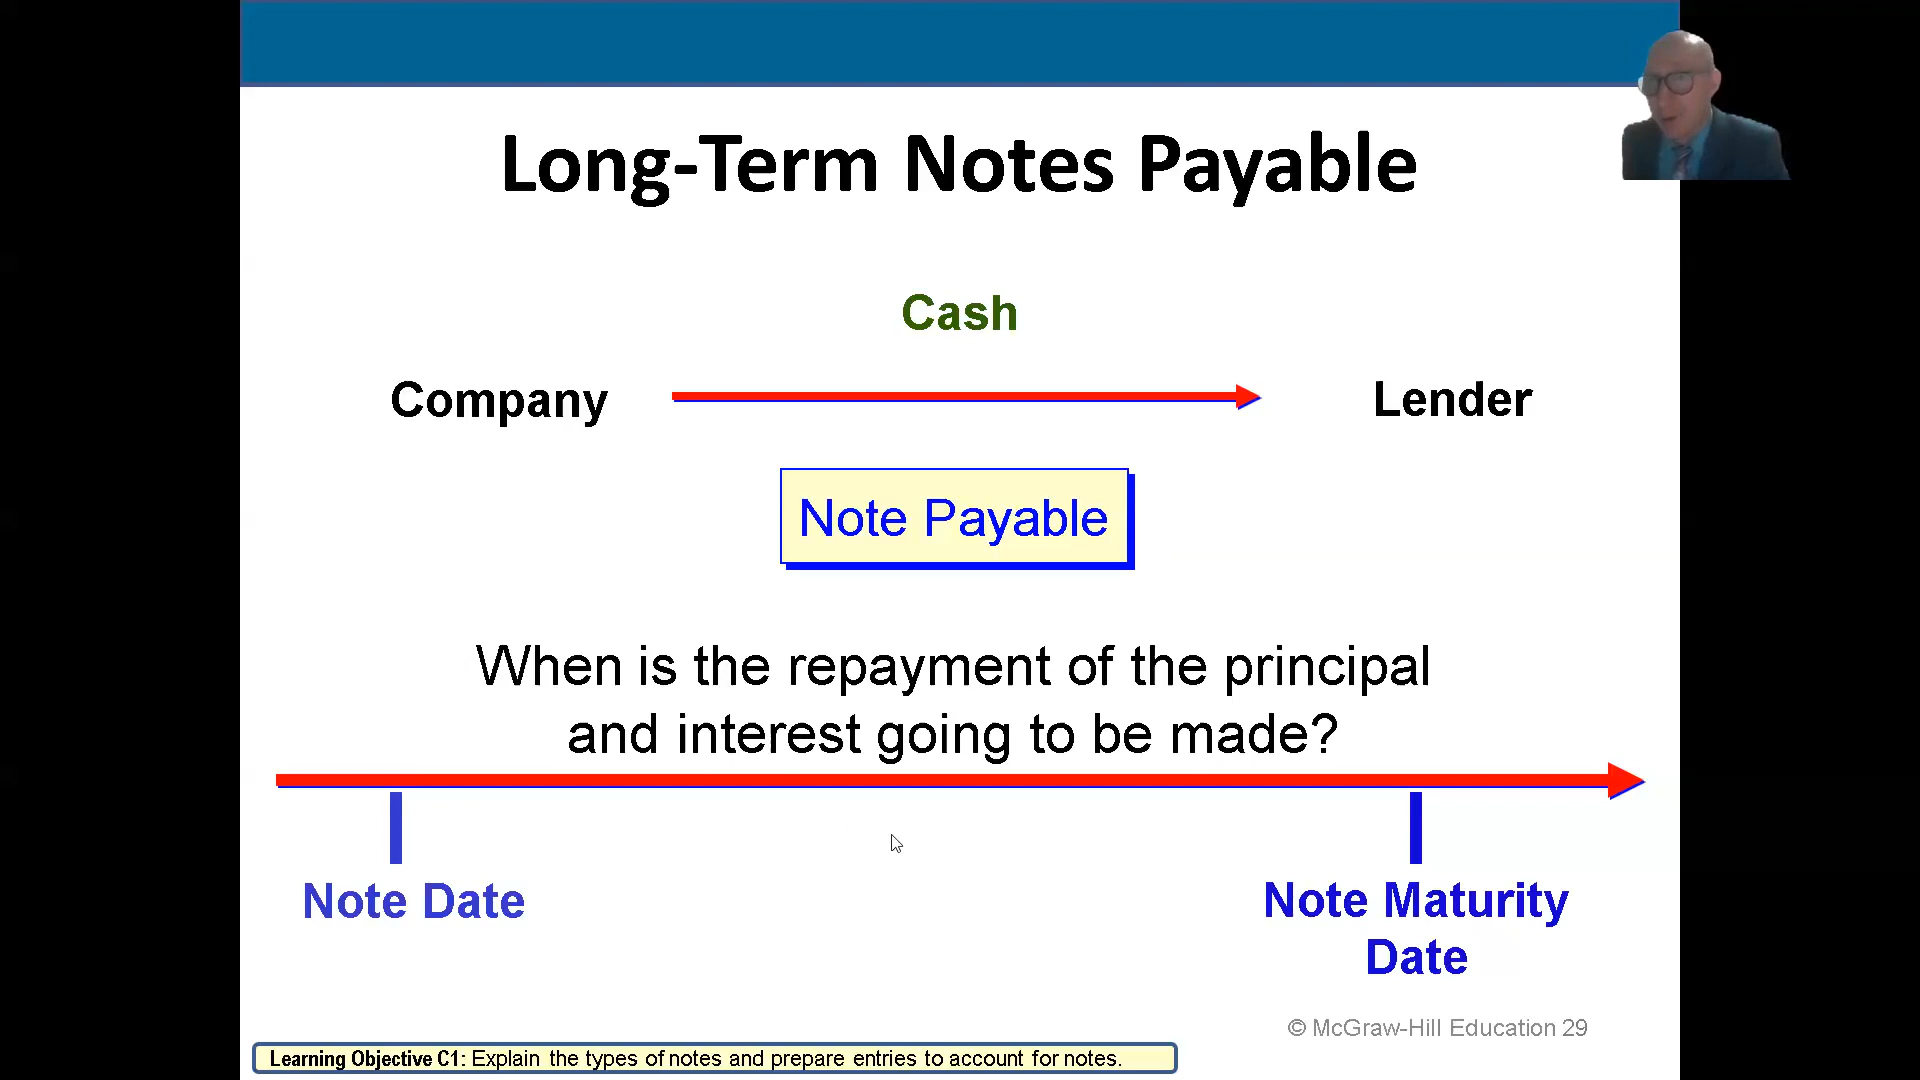 Long-Term Notes Payable
Cash
Company
Lender
Note Payable
When is the repayment of the principal
and interest going to be made?
Note Date
Note Maturity
Date
© McGraw-Hill Education 29
Learning Objective C1: Explain the types of notes and prepare entries to account for notes.